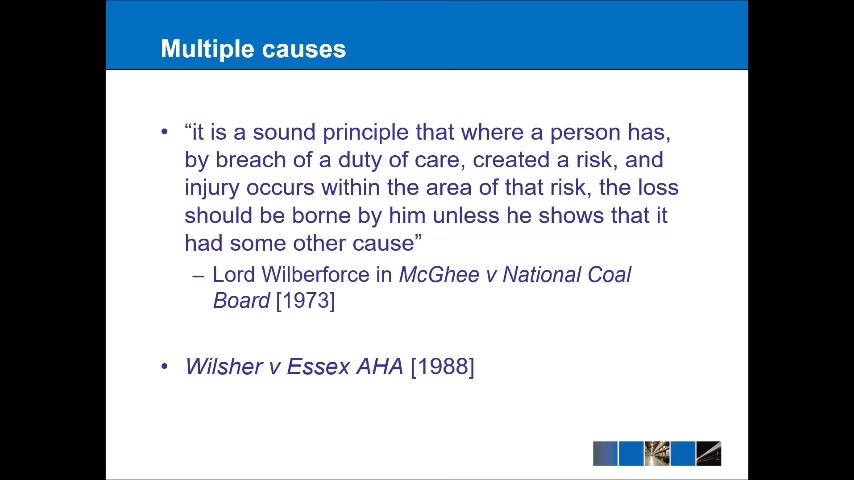 Multiple causes
• “it is a sound principle that where a person has,
by breach of a duty of care, created a risk, and
injury occurs within the area of that risk, the loss
should be borne by him unless he shows that it
had some other cause”
– Lord Wilberforce in McGhee v National Coal
Board [1973]
• Wilsher v Essex AHA [1988]